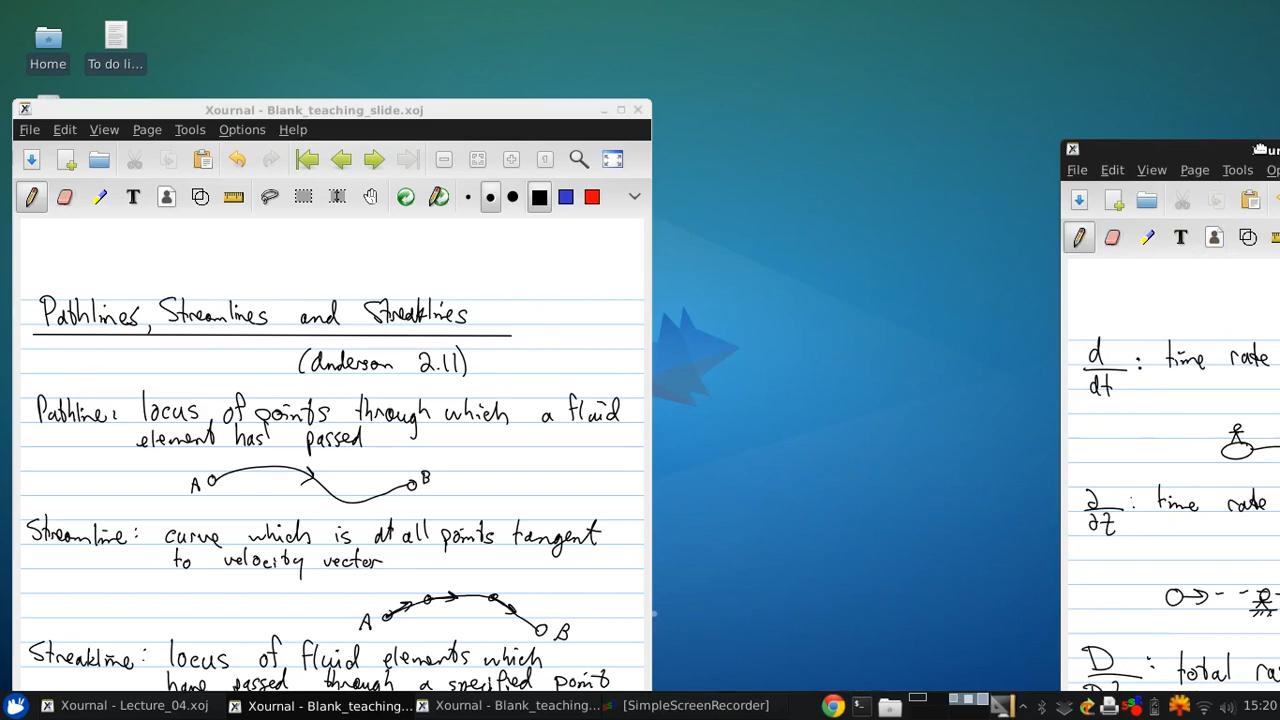 Home
To do li...
Xournal - Blank_teaching_slide.xoj
File Edit View Page Tools Options Help
Pathlines, Streamlines and Streaklines
(Anderson 2.11)
Pathline: locus of points through which a fluid
element has passed
A B
Streamline: curve which is at all points tangent
to velocity vector
A B
Streakline: locus of fluid elements which
have passed through a specified point
File Edit View Page Tools
d/dt : time rate
∂/∂t : time rate
D : total
Xournal - Lecture_04.xoj
Xournal - Blank_teaching...
Xournal - Blank_teaching...
[SimpleScreenRecorder]
15:20